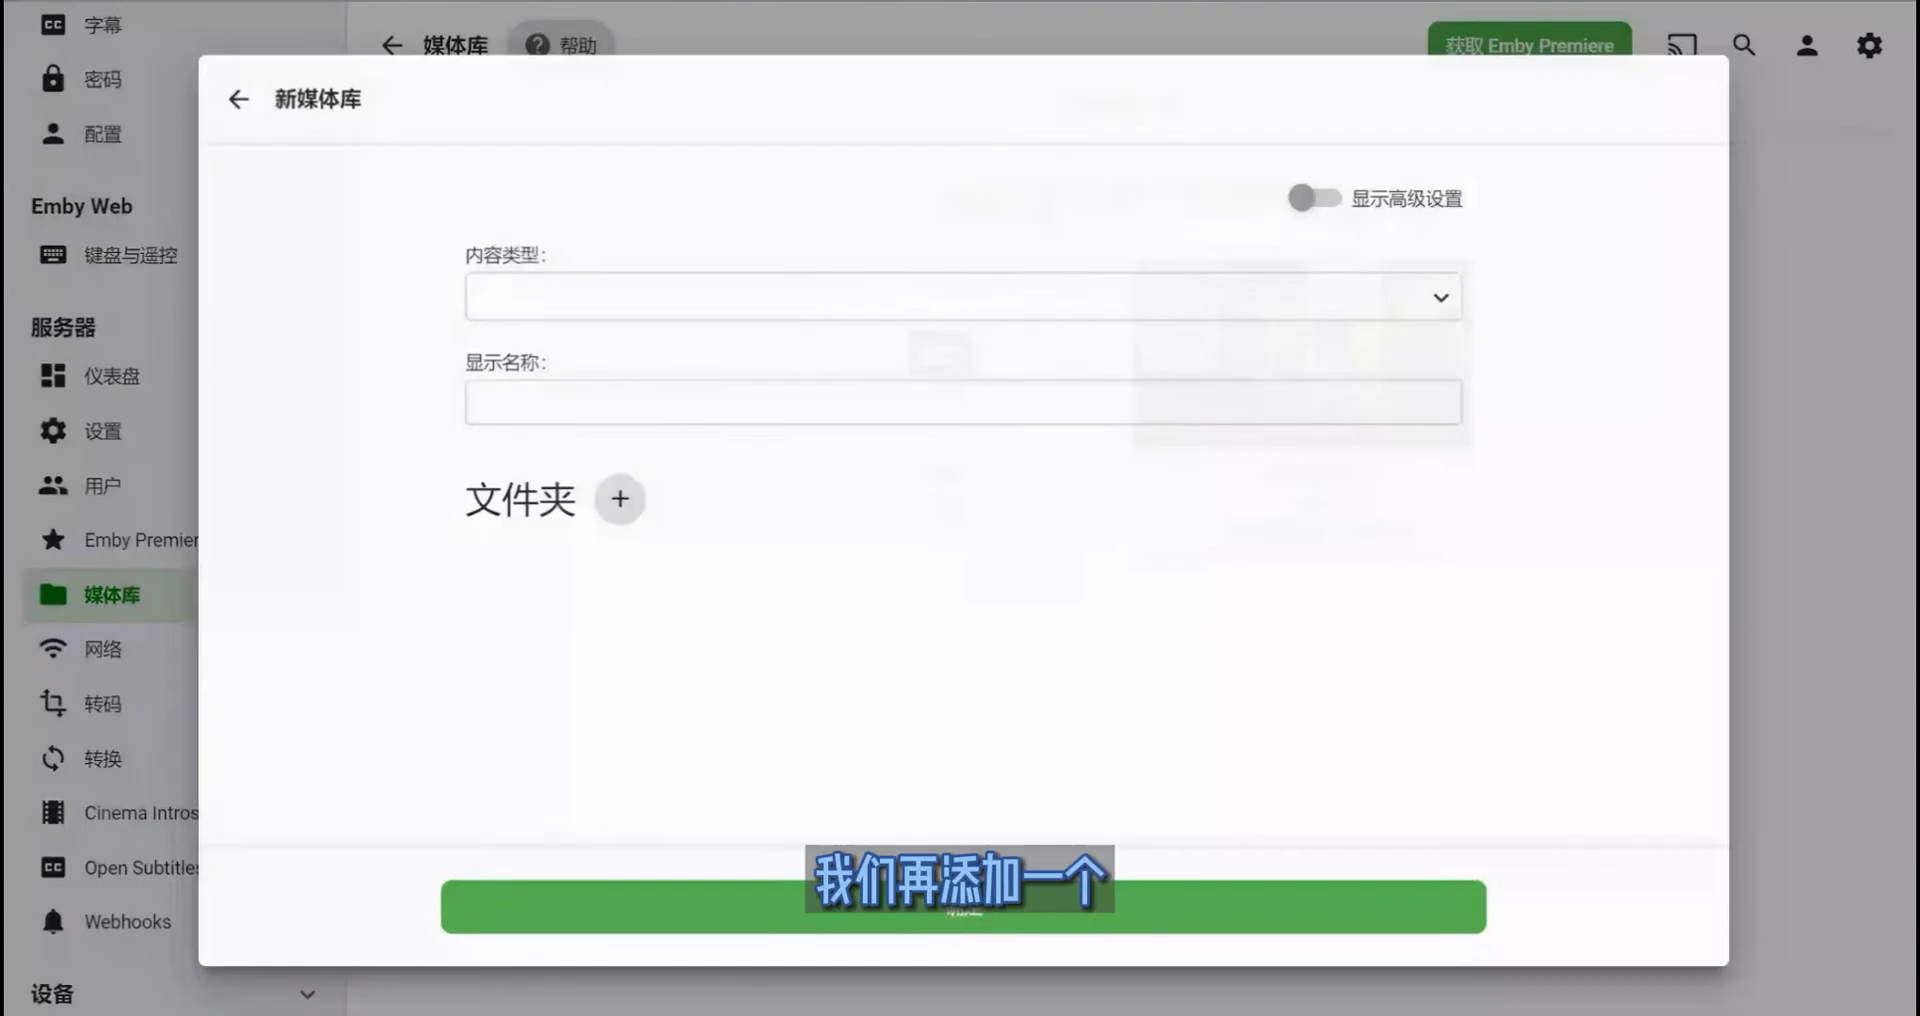 字幕
密码
配置
Emby Web
键盘与遥控
服务器
仪表盘
设置
用户
Emby Premier
媒体库
网络
转码
转换
Cinema Intros
Open Subtitles
Webhooks
设备
媒体库
帮助
获取 Emby Premiere
新媒体库
显示高级设置
内容类型:
显示名称:
文件夹
我们再添加一个